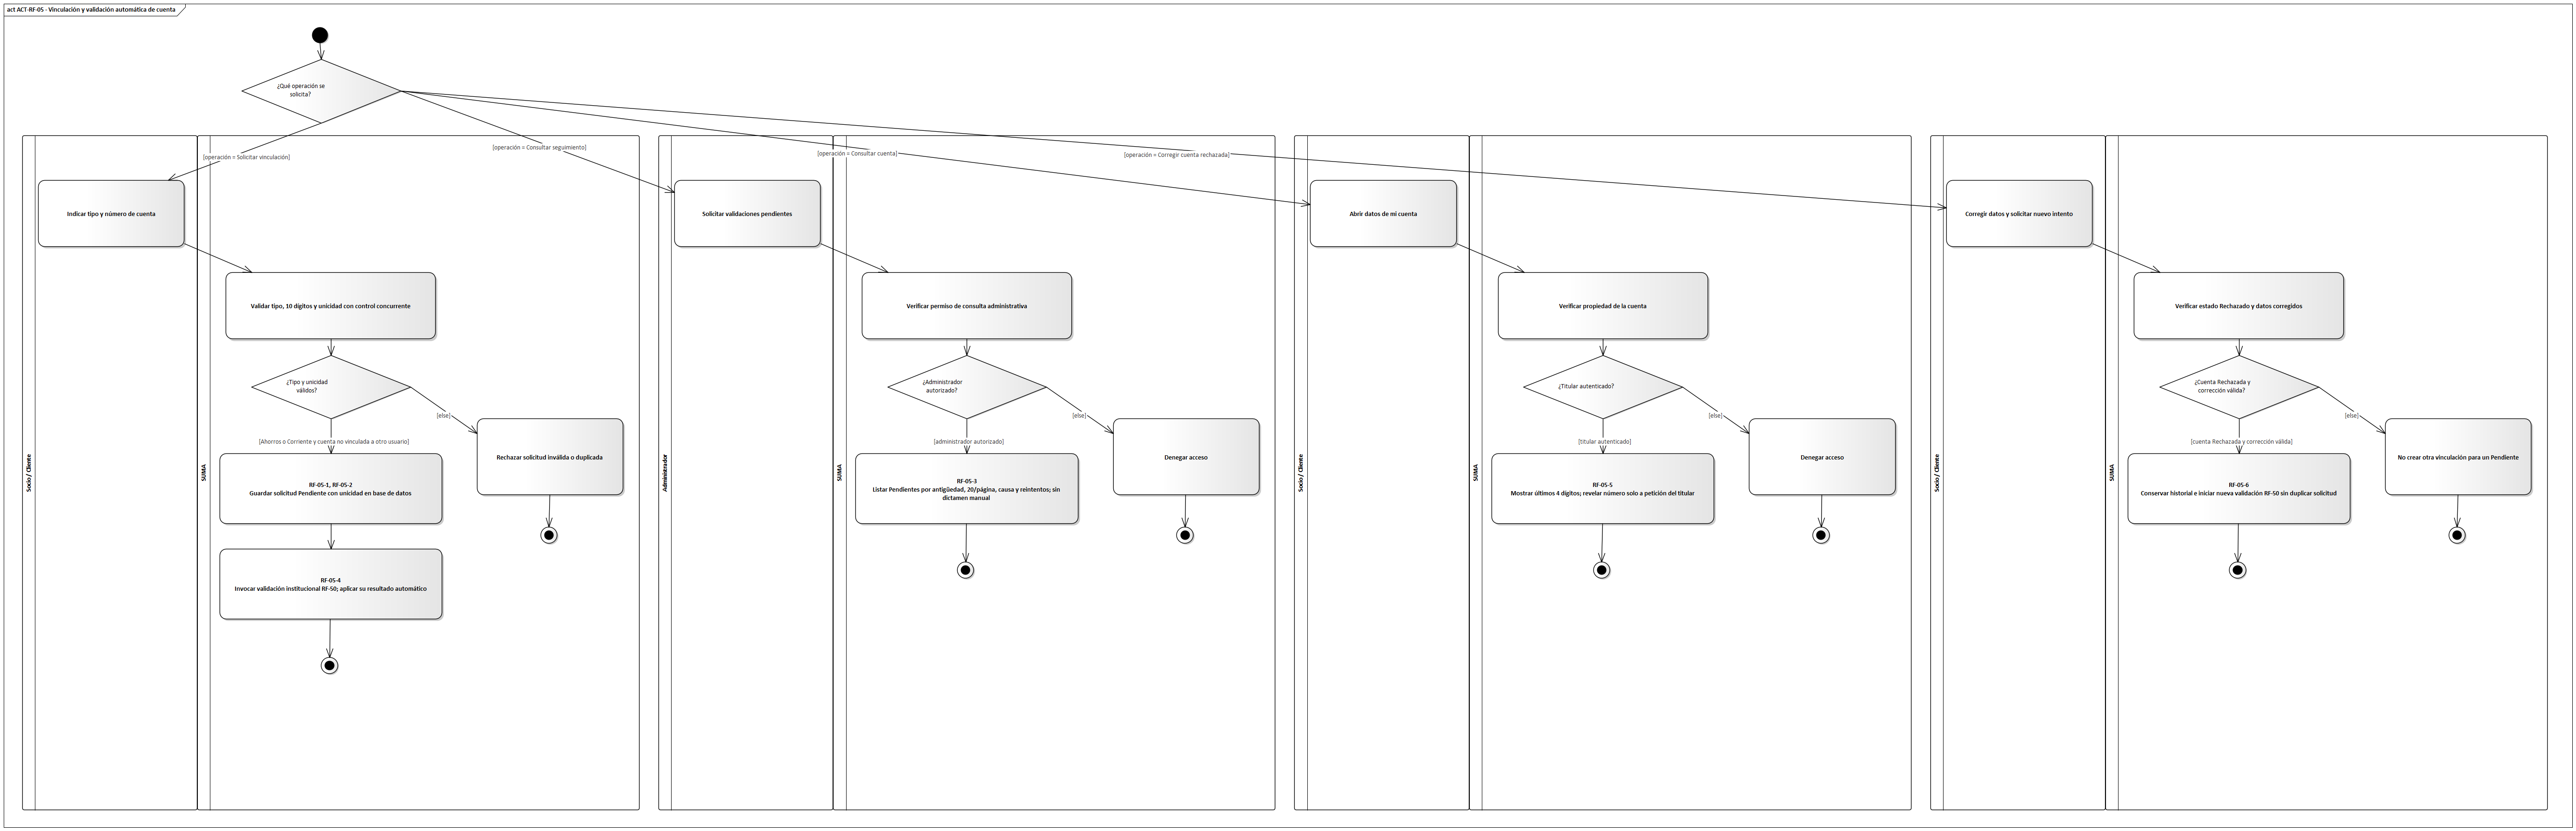 act ACT-RF-05 - Vinculación y validación automática de cuenta
¿Qué operación se
solicita?
[operación = Solicitar vinculación]
[operación = Consultar seguimiento]
[operación = Consultar cuenta]
[operación = Corregir cuenta rechazada]
Socio / Cliente
SUMA
Indicar tipo y número de cuenta
Validar tipo, 10 dígitos y unicidad con control concurrente
¿Tipo y unicidad
válidos?
[else]
[Ahorros o Corriente y cuenta no vinculada a otro usuario]
Rechazar solicitud inválida o duplicada
RF-05-1, RF-05-2
Guardar solicitud Pendiente con unicidad en base de datos
RF-05-4
Invocar validación institucional RF-50; aplicar su resultado automático
Administrador
SUMA
Solicitar validaciones pendientes
Verificar permiso de consulta administrativa
¿Administrador
autorizado?
[else]
[administrador autorizado]
Denegar acceso
RF-05-3
Listar Pendientes por antigüedad, 20/página, causa y reintentos; sin
dictamen manual
Socio / Cliente
SUMA
Abrir datos de mi cuenta
Verificar propiedad de la cuenta
¿Titular autenticado?
[else]
[titular autenticado]
Denegar acceso
RF-05-5
Mostrar últimos 4 dígitos; revelar número solo a petición del titular
Socio / Cliente
SUMA
Corregir datos y solicitar nuevo intento
Verificar estado Rechazado y datos corregidos
¿Cuenta Rechazada y
corrección válida?
[else]
[cuenta Rechazada y corrección válida]
No crear otra vinculación para un Pendiente
RF-05-6
Conservar historial e iniciar nueva validación RF-50 sin duplicar solicitud